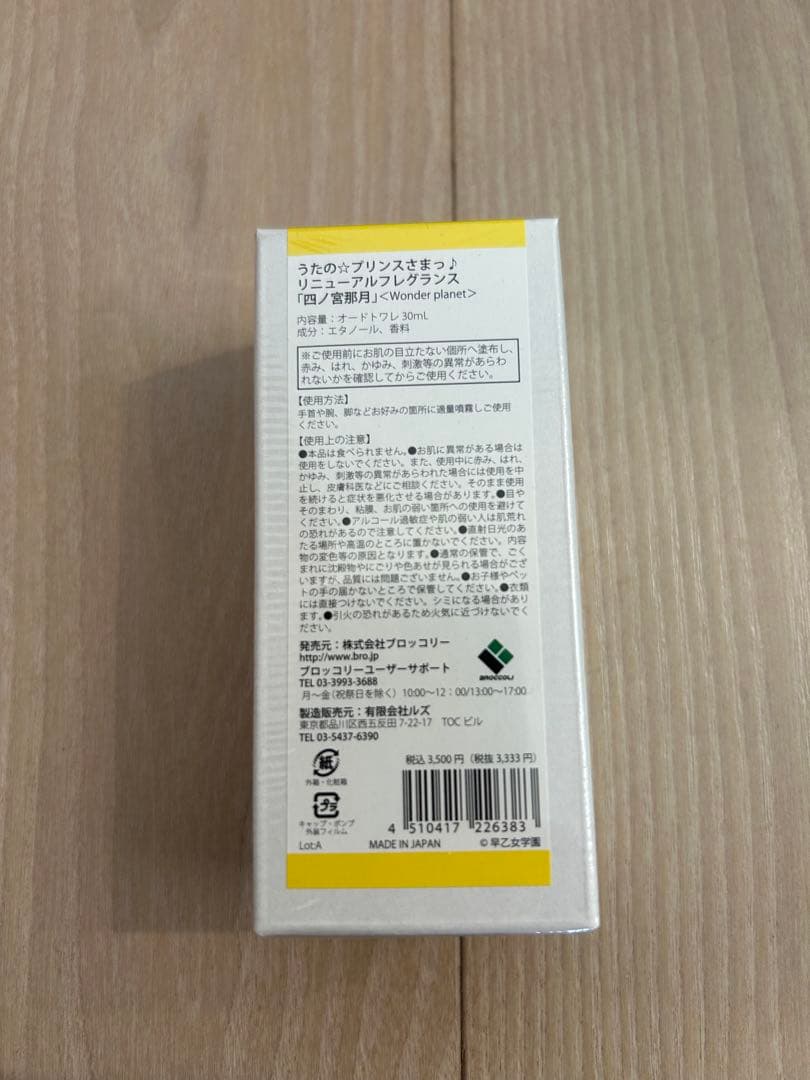 うたの☆プリンスさまっ♪
リニューアルフレグランス
「四ノ宮那月」<Wonder planet>
内容量：オードトワレ 30mL
成分：エタノール、香料
※ご使用前にお肌の目立たない個所へ塗布し、
赤み、はれ、かゆみ、刺激等の異常があらわ
れないかを確認してからご使用ください。
【使用方法】
手首や腕、脚などお好みの箇所に適量噴霧しご使用
ください。
【使用上の注意】
●本品は食べられません。●お肌に異常がある場合は
使用をしないでください。また、使用中に赤み、はれ、
かゆみ、刺激等の異常があらわれた場合には使用を中
止し、皮膚科医などにご相談ください。そのまま使用
を続けると症状を悪化させる場合があります。●目や
そのまわり、粘膜、お肌の弱い箇所への使用を避けて
ください。●アルコール過敏症や肌の弱い人は肌荒れ
の恐れがあるので注意してください。●直射日光のあ
たる場所や高温のところに置かないでください。内容
物の変色等の原因となります。●通常の保管で、ごく
まれに沈殿物やにごりや色あせが見られる場合がござ
いますが、品質には問題ございません。●お子様やペッ
トの手の届かないところで保管してください。●衣類
には直接つけないでください。シミになる場合があり
ます。●引火の恐れがあるため火気に近づけないでく
ださい。
発売元：株式会社ブロッコリー
http://www.bro.jp
ブロッコリーユーザーサポート
TEL 03-3993-3688
月〜金（祝祭日を除く）10:00〜12：00/13:00〜17:00
BROCCOLI
製造販売元：有限会社ルズ
東京都品川区西五反田 7-22-17 TOC ビル
TEL 03-5437-6390
紙
外箱・化粧箱
プラ
キャップ・ポンプ
外装フィルム
税込 3,500円（税抜 3,333円）
4 510417 226383
Lot:A MADE IN JAPAN © 早乙女学園